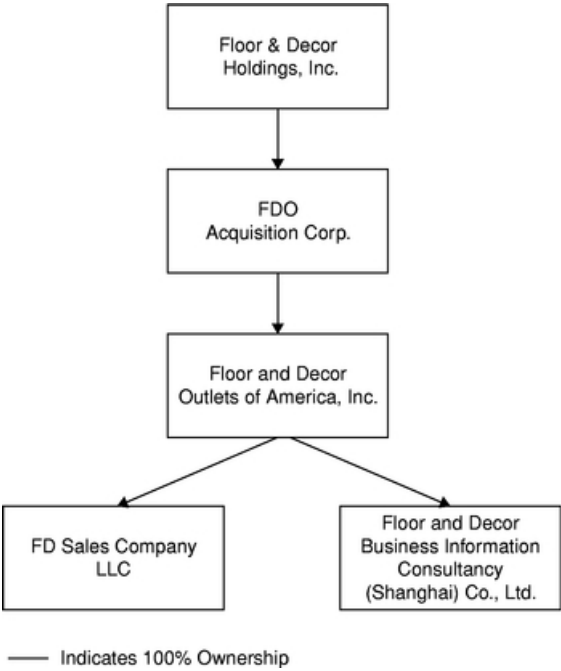 Floor & Decor
Holdings, Inc.
FDO
Acquisition Corp.
Floor and Decor
Outlets of America, Inc.
FD Sales Company
LLC
Floor and Decor
Business Information
Consultancy
(Shanghai) Co., Ltd.
Indicates 100% Ownership